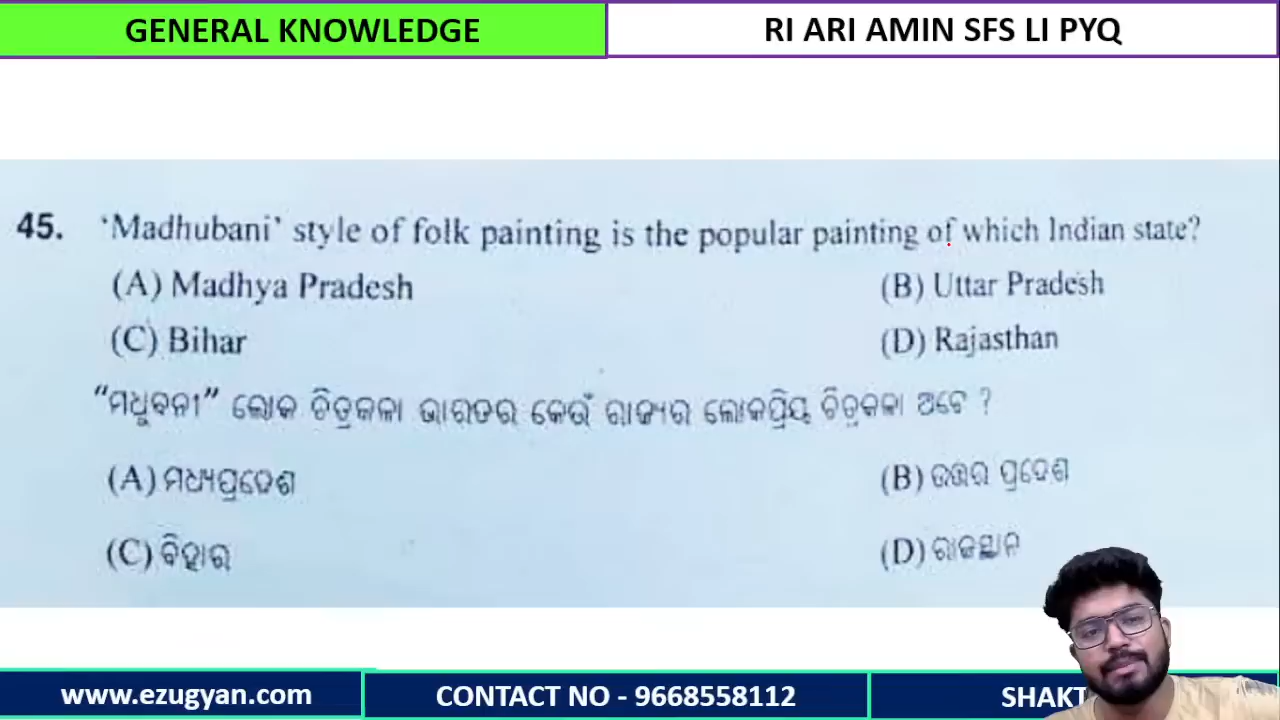 GENERAL KNOWLEDGE
RI ARI AMIN SFS LI PYQ
45. ‘Madhubani’ style of folk painting is the popular painting of which Indian state?
(A) Madhya Pradesh (B) Uttar Pradesh
(C) Bihar (D) Rajasthan
“ମଧୁବନୀ” ଲୋକ ଚିତ୍ରକଳା ଭାରତର କେଉଁ ରାଜ୍ୟର ଲୋକପ୍ରିୟ ଚିତ୍ରକଳା ଅଟେ ?
(A) ମଧ୍ୟପ୍ରଦେଶ (B) ଉତ୍ତର ପ୍ରଦେଶ
(C) ବିହାର (D) ରାଜସ୍ଥାନ
www.ezugyan.com
CONTACT NO - 9668558112
SHAKT